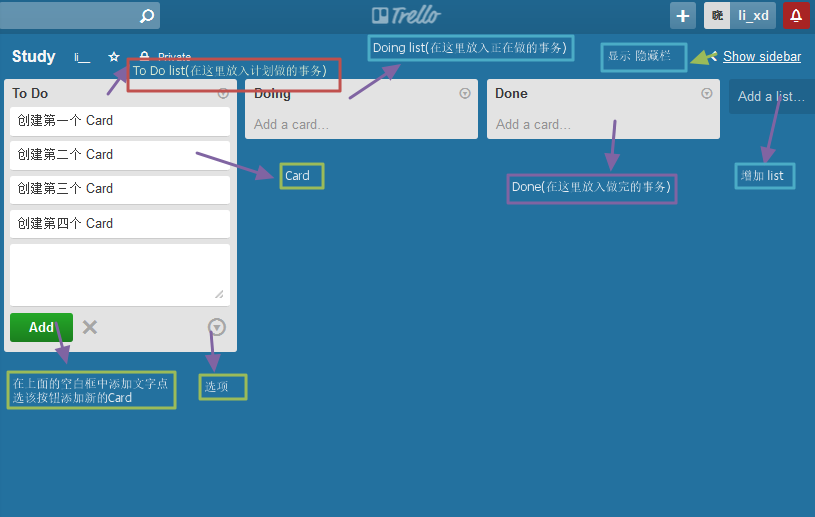 Trello
晓 li_xd
Study li__ Private
To Do list(在这里放入计划做的事务)
Doing list(在这里放入正在做的事务)
显示 隐藏栏
Show sidebar
To Do
Doing
Done
Add a list...
创建第一个 Card
Add a card...
Add a card...
创建第二个 Card
Card
Done(在这里放入做完的事务)
增加 list
创建第三个 Card
创建第四个 Card
Add
在上面的空白框中添加文字点
选该按钮添加新的Card
选项